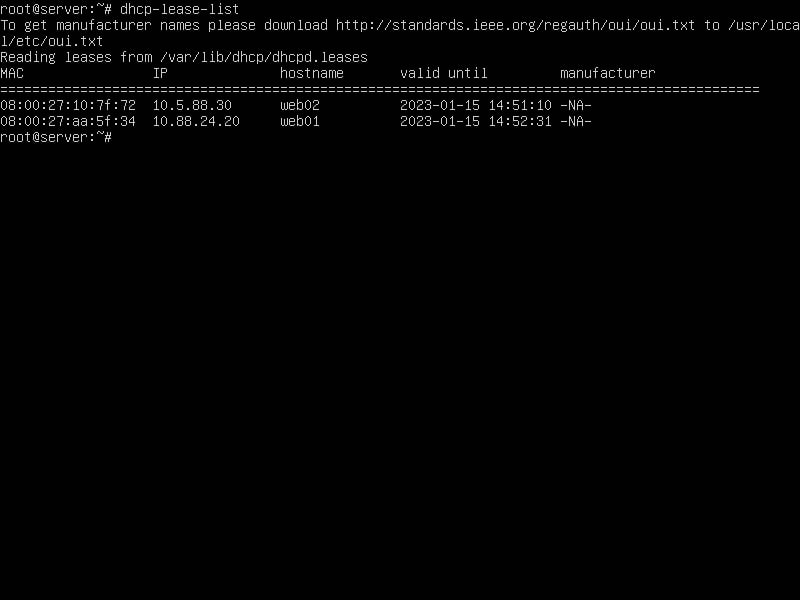 root@server:~# dhcp-lease-list
To get manufacturer names please download http://standards.ieee.org/regauth/oui/oui.txt to /usr/loca
l/etc/oui.txt
Reading leases from /var/lib/dhcp/dhcpd.leases
MAC                IP              hostname       valid until         manufacturer
===============================================================================================
08:00:27:10:7f:72  10.5.88.30      web02          2023-01-15 14:51:10 -NA-
08:00:27:aa:5f:34  10.88.24.20     web01          2023-01-15 14:52:31 -NA-
root@server:~#